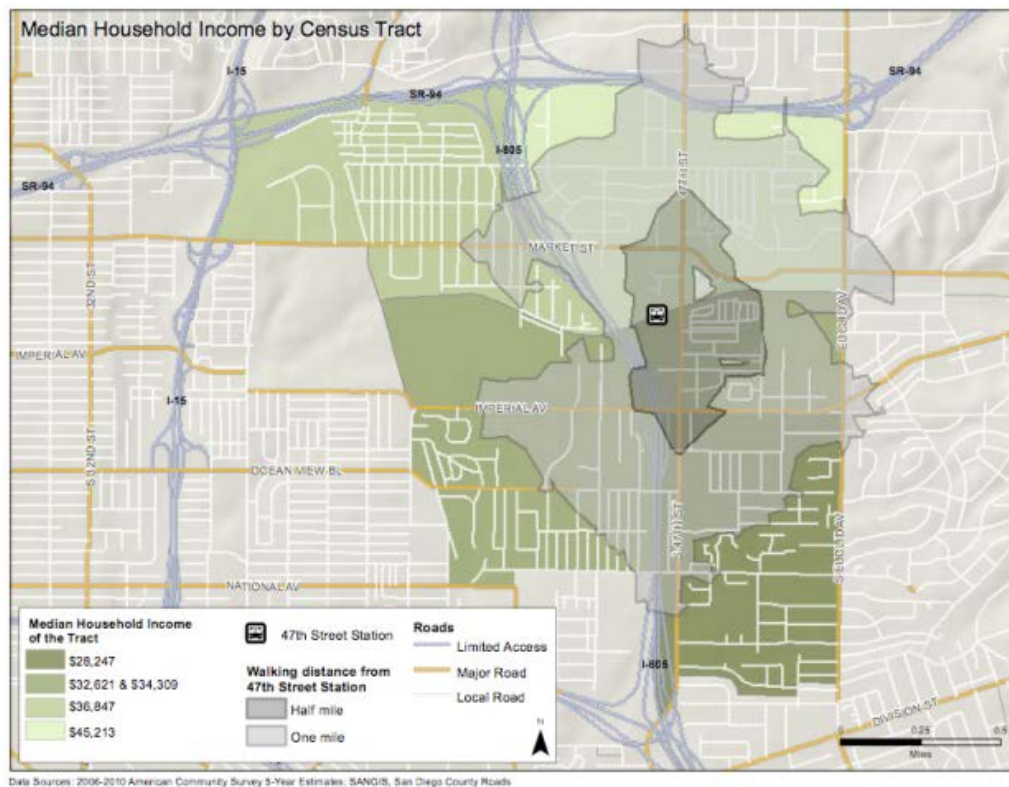 Median Household Income by Census Tract
I-15
SR-94
SR-94
I-805
SR-94
47TH ST
MARKET ST
32ND ST
EUCLID AV
IMPERIAL AV
I-15
IMPERIAL AV
S 32ND ST
OCEAN VIEW BL
S 47TH ST
S EUCLID AV
NATIONAL AV
I-805
DIVISION ST
Median Household Income
of the Tract
$26,247
$32,621 & $34,309
$36,847
$45,213
47th Street Station
Walking distance from
47th Street Station
Half mile
One mile
Roads
Limited Access
Major Road
Local Road
N
0 0.25 0.5
Miles
Data Sources: 2006-2010 American Community Survey 5-Year Estimates; SANGIS, San Diego County Roads